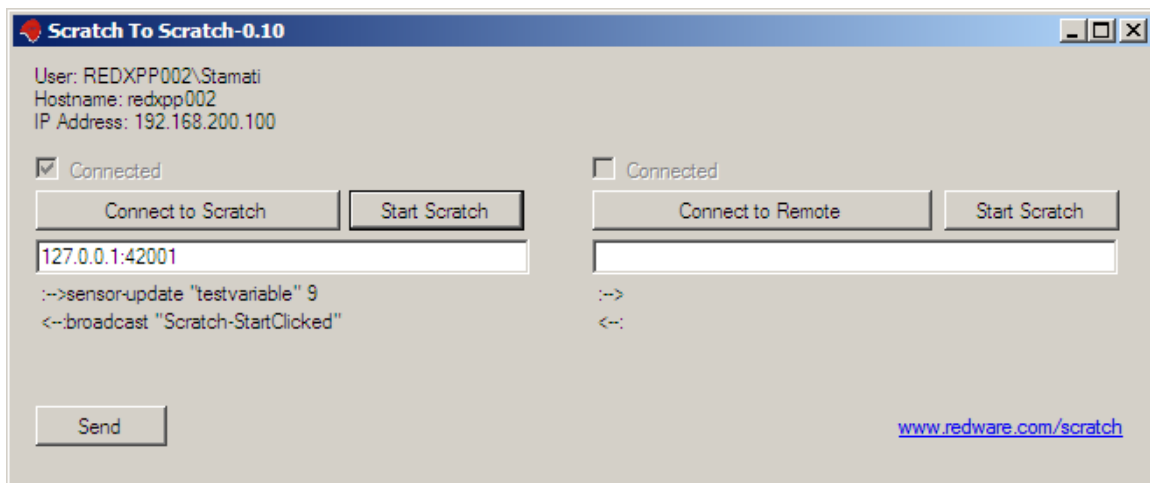 Scratch To Scratch-0.10
User: REDXPP002\Stamati
Hostname: redxpp002
IP Address: 192.168.200.100
Connected
Connected
Connect to Scratch
Start Scratch
Connect to Remote
Start Scratch
127.0.0.1:42001
:-->sensor-update "testvariable" 9
:-->
<--:broadcast "Scratch-StartClicked"
<--:
Send
www.redware.com/scratch